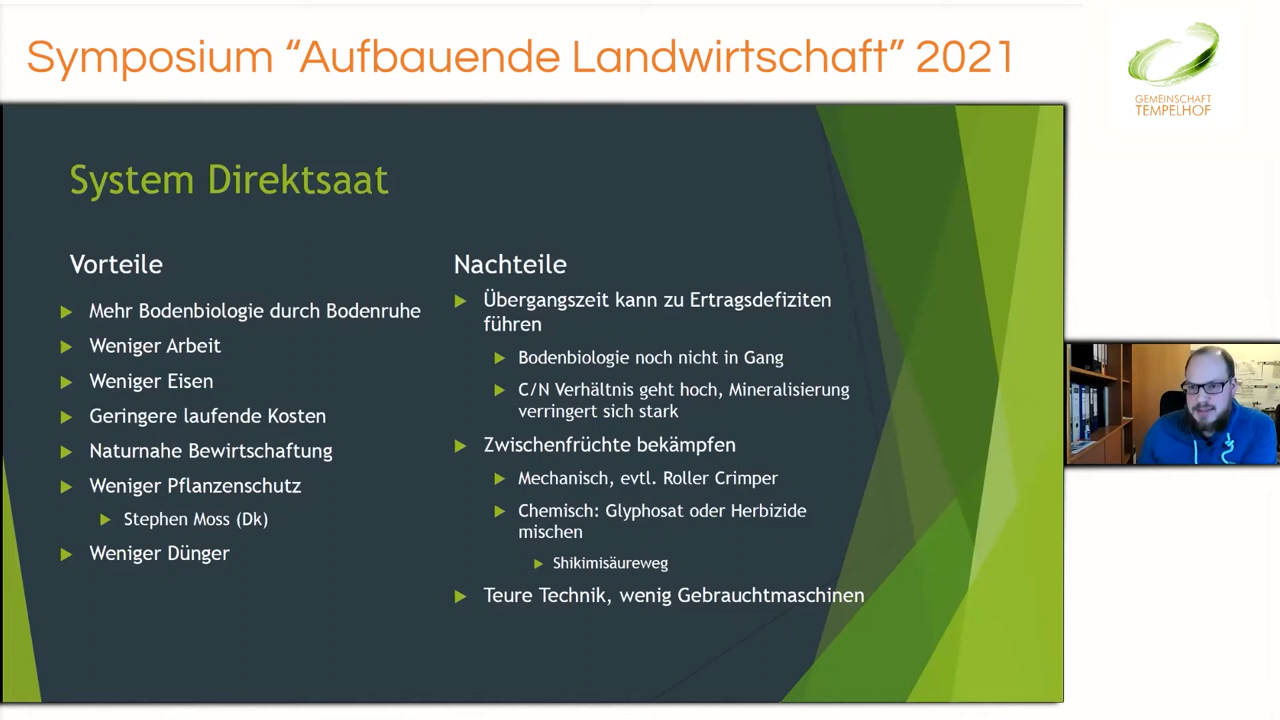 Symposium “Aufbauende Landwirtschaft” 2021
GEMEINSCHAFT
TEMPELHOF
System Direktsaat
Vorteile
Mehr Bodenbiologie durch Bodenruhe
Weniger Arbeit
Weniger Eisen
Geringere laufende Kosten
Naturnahe Bewirtschaftung
Weniger Pflanzenschutz
Stephen Moss (Dk)
Weniger Dünger
Nachteile
Übergangszeit kann zu Ertragsdefiziten
führen
Bodenbiologie noch nicht in Gang
C/N Verhältnis geht hoch, Mineralisierung
verringert sich stark
Zwischenfrüchte bekämpfen
Mechanisch, evtl. Roller Crimper
Chemisch: Glyphosat oder Herbizide
mischen
Shikimisäureweg
Teure Technik, wenig Gebrauchtmaschinen